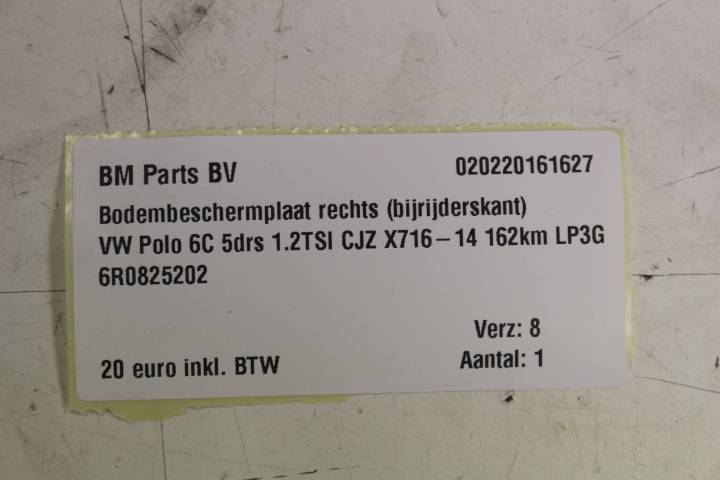 BM Parts BV 020220161627
Bodembeschermplaat rechts (bijrijderskant)
VW Polo 6C 5drs 1.2TSI CJZ X716-14 162km LP3G
6R0825202
Verz: 8
20 euro inkl. BTW Aantal: 1